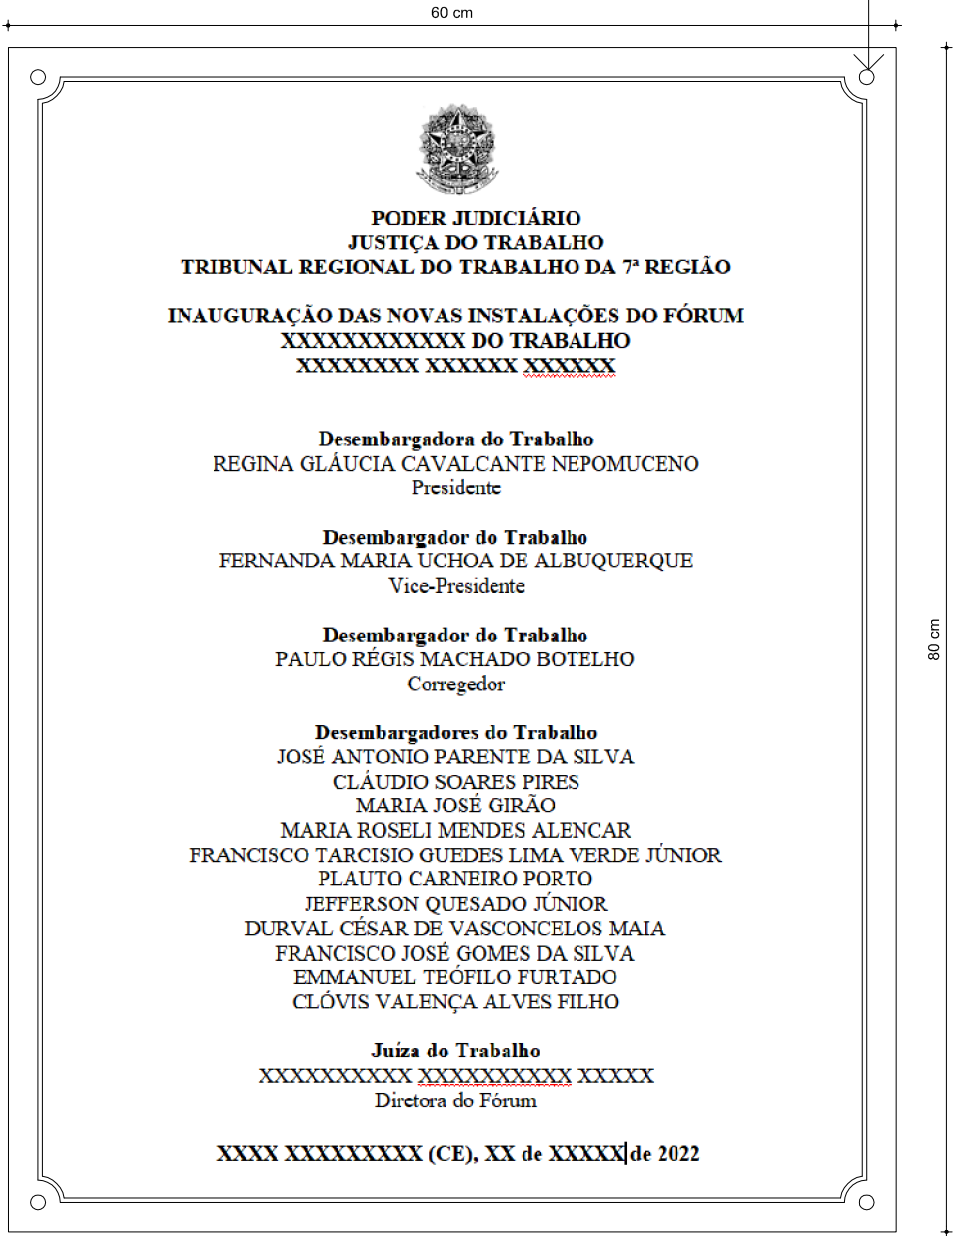 60 cm
PODER JUDICIÁRIO
JUSTIÇA DO TRABALHO
TRIBUNAL REGIONAL DO TRABALHO DA 7ª REGIÃO
INAUGURAÇÃO DAS NOVAS INSTALAÇÕES DO FÓRUM
XXXXXXXXXXXX DO TRABALHO
XXXXXXXX XXXXXX XXXXXX
Desembargadora do Trabalho
REGINA GLÁUCIA CAVALCANTE NEPOMUCENO
Presidente
Desembargador do Trabalho
FERNANDA MARIA UCHOA DE ALBUQUERQUE
Vice-Presidente
Desembargador do Trabalho
PAULO RÉGIS MACHADO BOTELHO
Corregedor
80 cm
Desembargadores do Trabalho
JOSÉ ANTONIO PARENTE DA SILVA
CLÁUDIO SOARES PIRES
MARIA JOSÉ GIRÃO
MARIA ROSELI MENDES ALENCAR
FRANCISCO TARCISIO GUEDES LIMA VERDE JÚNIOR
PLAUTO CARNEIRO PORTO
JEFFERSON QUESADO JÚNIOR
DURVAL CÉSAR DE VASCONCELOS MAIA
FRANCISCO JOSÉ GOMES DA SILVA
EMMANUEL TEÓFILO FURTADO
CLÓVIS VALENÇA ALVES FILHO
Juíza do Trabalho
XXXXXXXXXX XXXXXXXXXX XXXXX
Diretora do Fórum
XXXX XXXXXXXXX (CE), XX de XXXXX de 2022